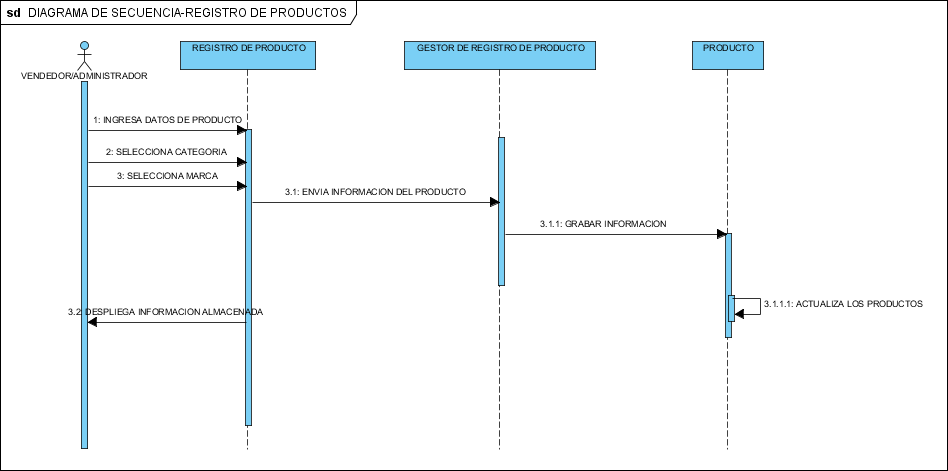 sd DIAGRAMA DE SECUENCIA-REGISTRO DE PRODUCTOS
VENDEDOR/ADMINISTRADOR
REGISTRO DE PRODUCTO
GESTOR DE REGISTRO DE PRODUCTO
PRODUCTO
1: INGRESA DATOS DE PRODUCTO
2: SELECCIONA CATEGORIA
3: SELECCIONA MARCA
3.1: ENVIA INFORMACION DEL PRODUCTO
3.1.1: GRABAR INFORMACION
3.1.1.1: ACTUALIZA LOS PRODUCTOS
3.2: DESPLIEGA INFORMACION ALMACENADA